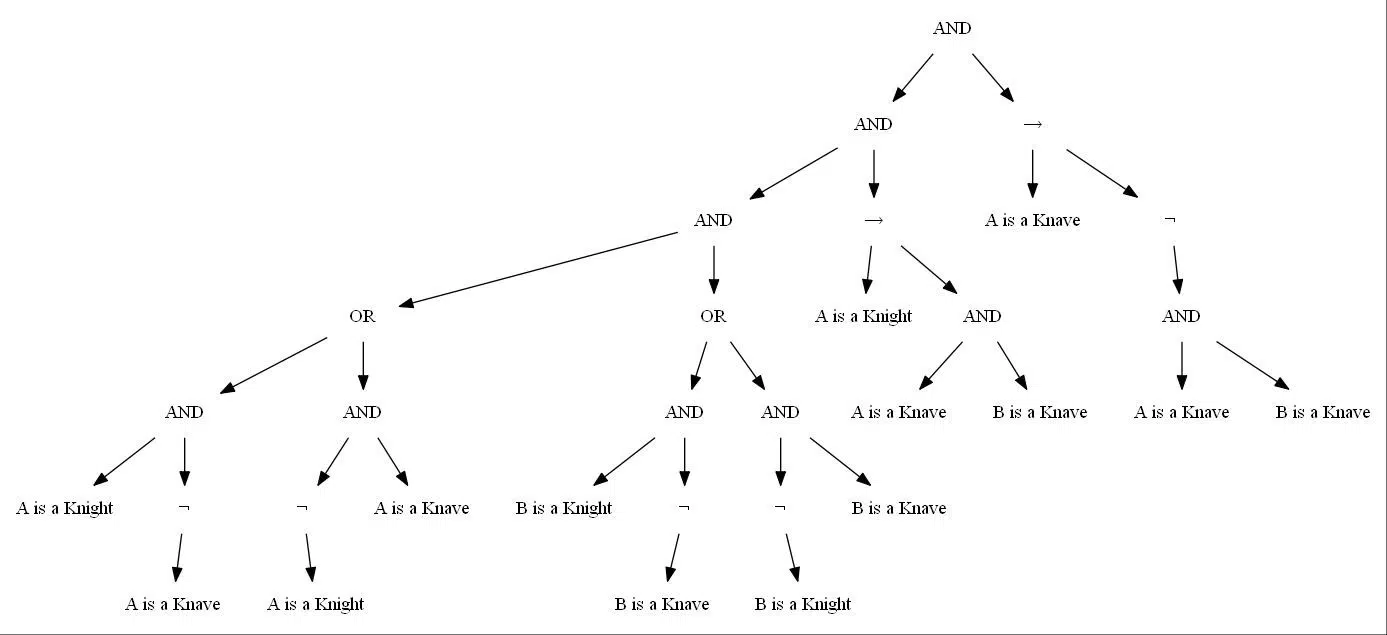 AND
AND →
AND → A is a Knave ¬
OR OR A is a Knight AND AND
AND AND AND AND A is a Knave B is a Knave A is a Knave B is a Knave
A is a Knight ¬ ¬ A is a Knave B is a Knight ¬ ¬ B is a Knave
A is a Knave A is a Knight B is a Knave B is a Knight